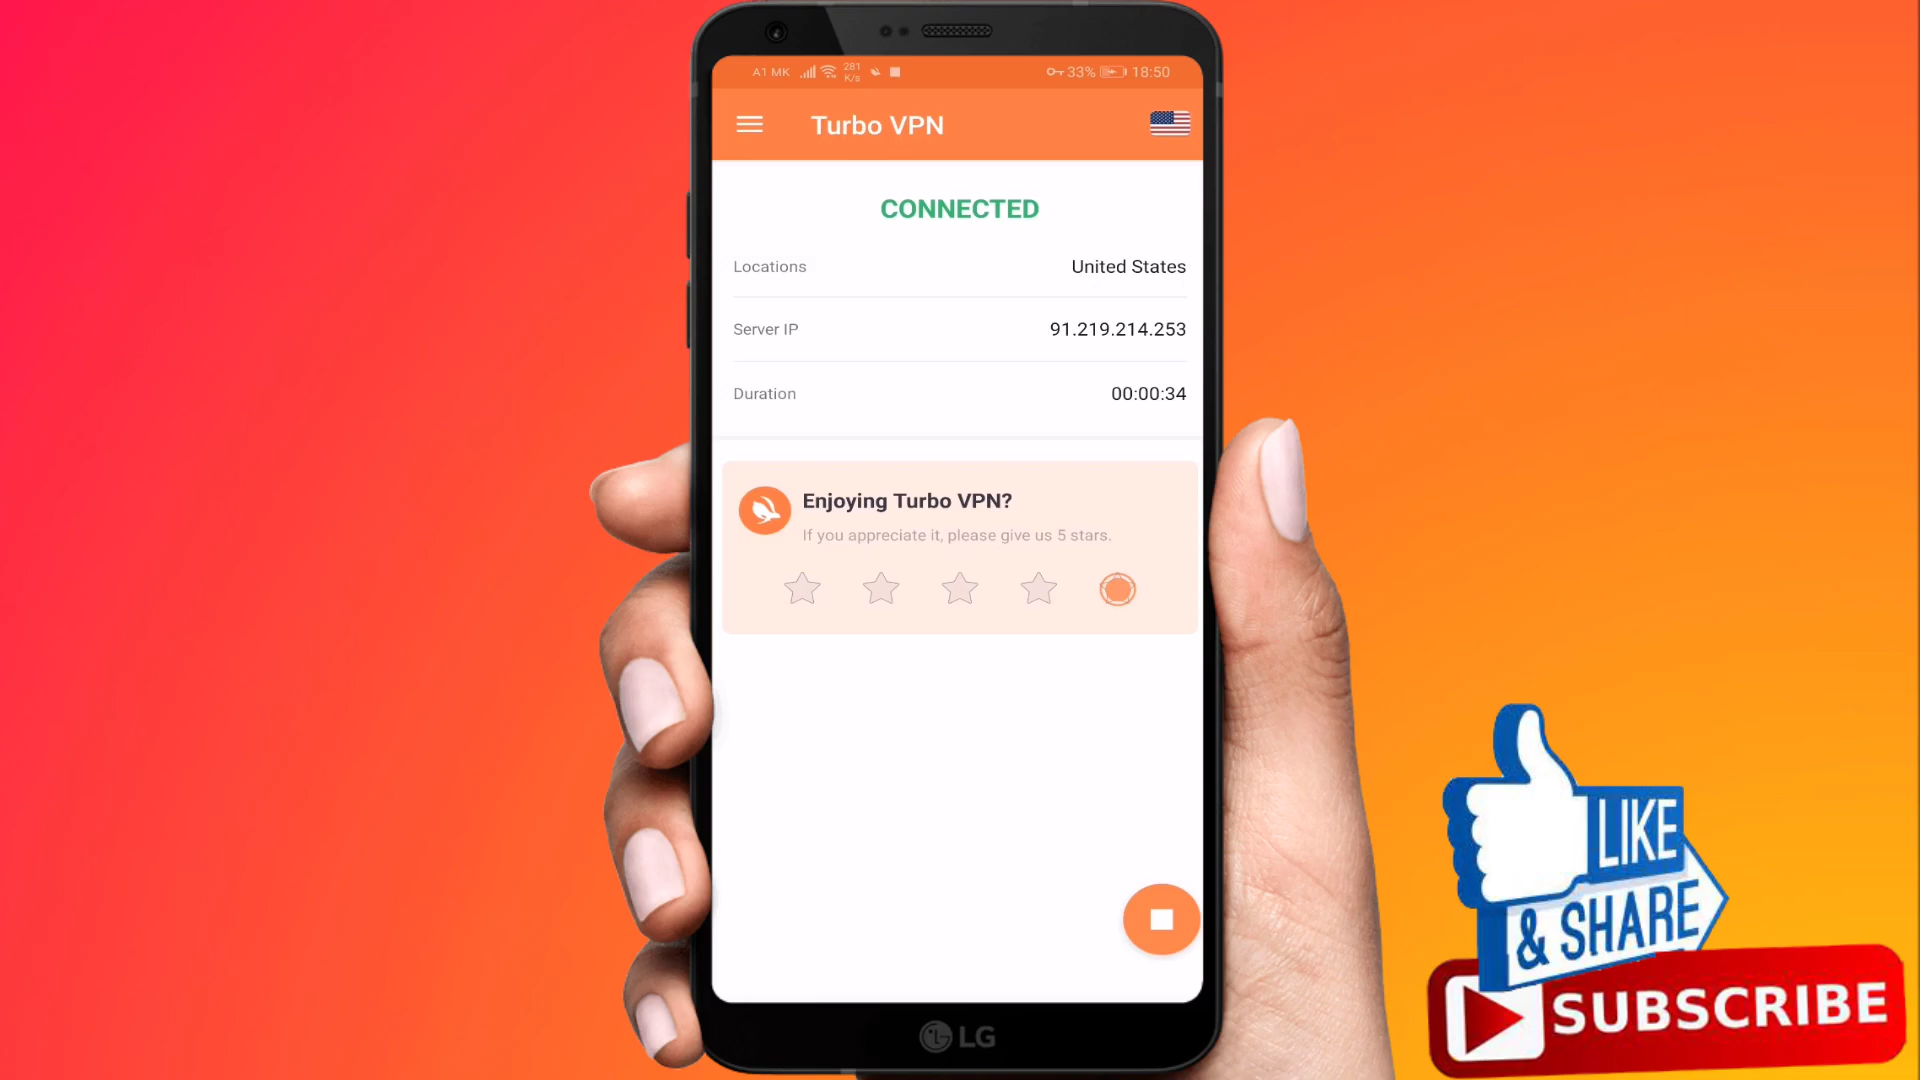 A1 MK 281 K/s 33% 18:50
Turbo VPN
CONNECTED
Locations United States
Server IP 91.219.214.253
Duration 00:00:34
Enjoying Turbo VPN?
If you appreciate it, please give us 5 stars.
LG
LIKE
& SHARE
SUBSCRIBE